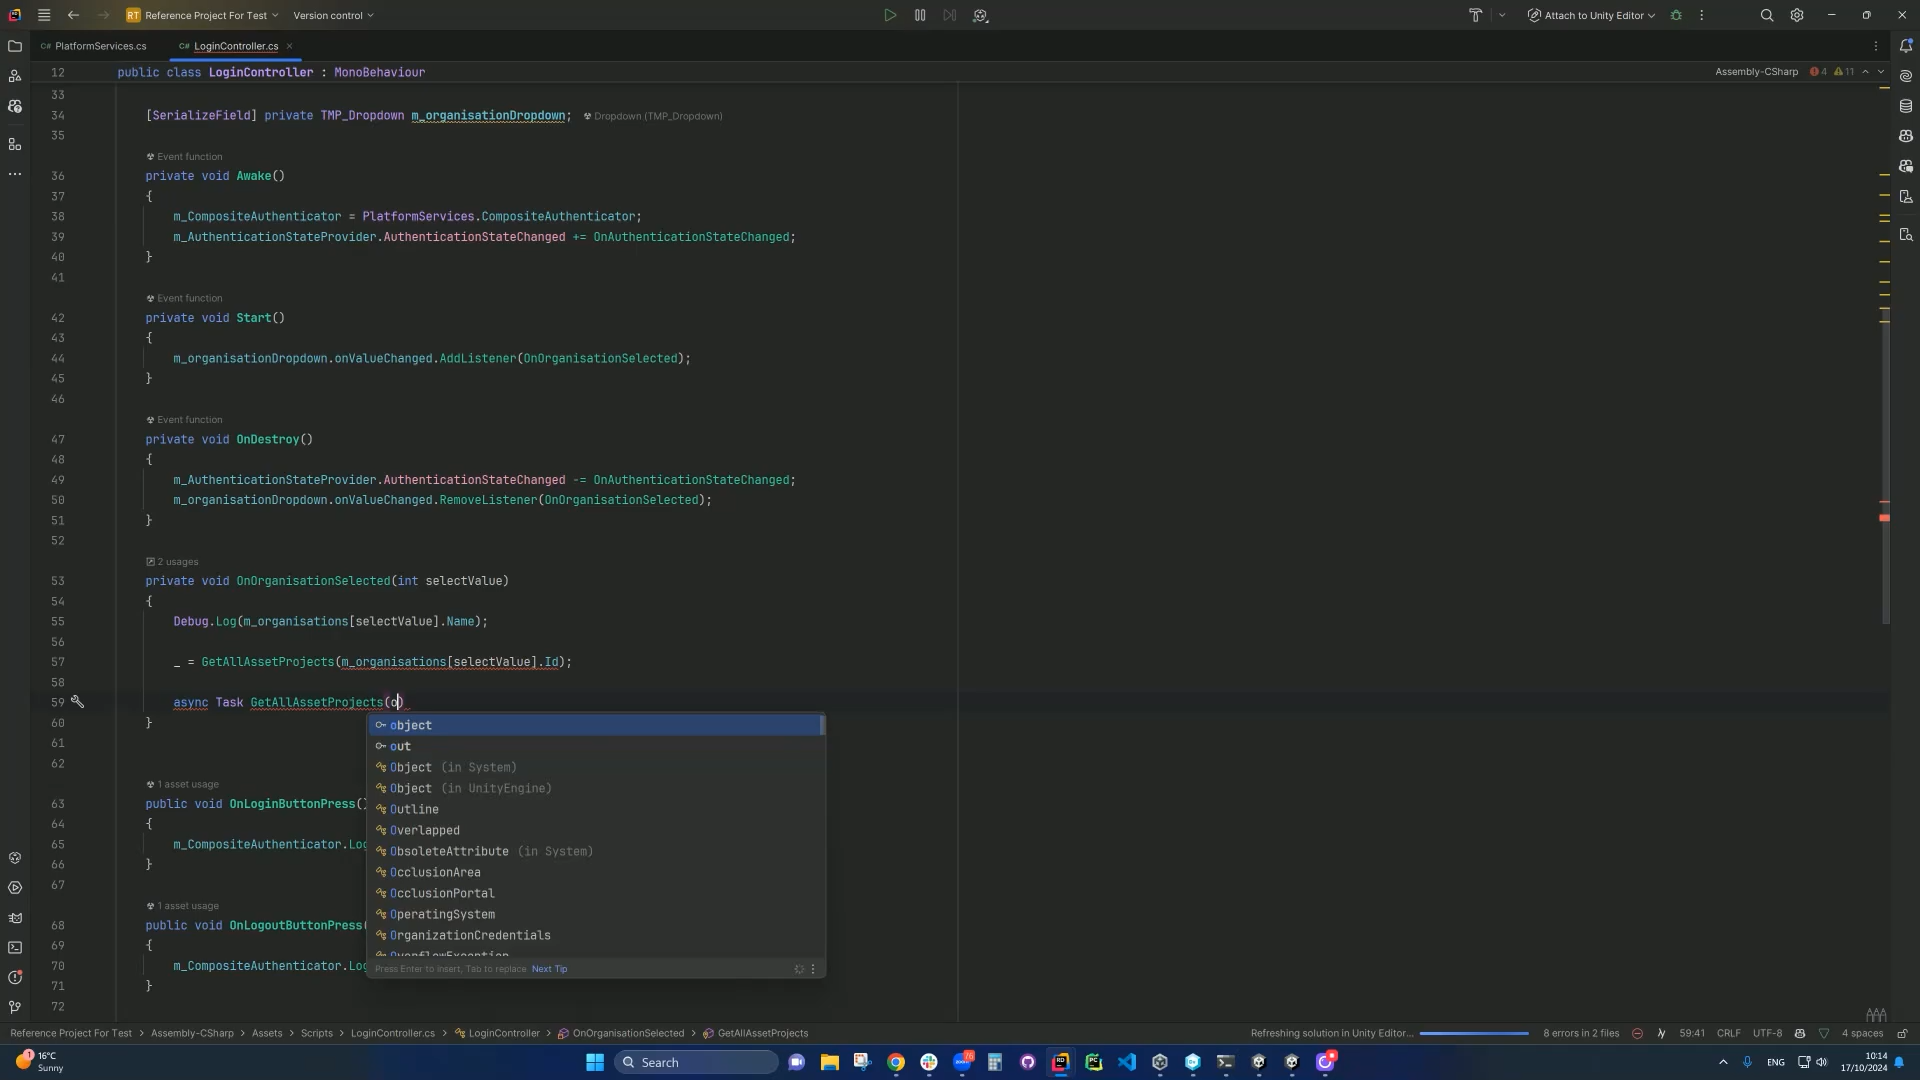 RT Reference Project For Test
Version control
Attach to Unity Editor
C# PlatformServices.cs
C# LoginController.cs
12 public class LoginController : MonoBehaviour
Assembly-CSharp 4 11
33
34 [SerializeField] private TMP_Dropdown m_organisationDropdown; Dropdown (TMP_Dropdown)
35
Event function
36 private void Awake()
37 {
38 m_CompositeAuthenticator = PlatformServices.CompositeAuthenticator;
39 m_AuthenticationStateProvider.AuthenticationStateChanged += OnAuthenticationStateChanged;
40 }
41
Event function
42 private void Start()
43 {
44 m_organisationDropdown.onValueChanged.AddListener(OnOrganisationSelected);
45 }
46
Event function
47 private void OnDestroy()
48 {
49 m_AuthenticationStateProvider.AuthenticationStateChanged -= OnAuthenticationStateChanged;
50 m_organisationDropdown.onValueChanged.RemoveListener(OnOrganisationSelected);
51 }
52
2 usages
53 private void OnOrganisationSelected(int selectValue)
54 {
55 Debug.Log(m_organisations[selectValue].Name);
56
57 _ = GetAllAssetProjects(m_organisations[selectValue].Id);
58
59 async Task GetAllAssetProjects(o)
60 }
61
62
1 asset usage
63 public void OnLoginButtonPress()
64 {
65 m_CompositeAuthenticator.Log
66 }
67
1 asset usage
68 public void OnLogoutButtonPress(
69 {
70 m_CompositeAuthenticator.Log
71 }
72
object
out
Object (in System)
Object (in UnityEngine)
Outline
Overlapped
ObsoleteAttribute (in System)
OcclusionArea
OcclusionPortal
OperatingSystem
OrganizationCredentials
OverflowException
Press Enter to insert, Tab to replace Next Tip
Reference Project For Test > Assembly-CSharp > Assets > Scripts > LoginController.cs > LoginController > OnOrganisationSelected > GetAllAssetProjects
Refreshing solution in Unity Editor... 8 errors in 2 files 59:41 CRLF UTF-8 4 spaces
1 16°C
Sunny
Search
76
ENG
10:14
17/10/2024